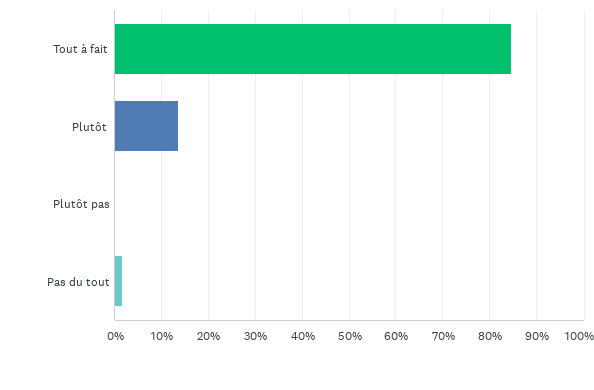 Tout à fait
Plutôt
Plutôt pas
Pas du tout
0% 10% 20% 30% 40% 50% 60% 70% 80% 90% 100%